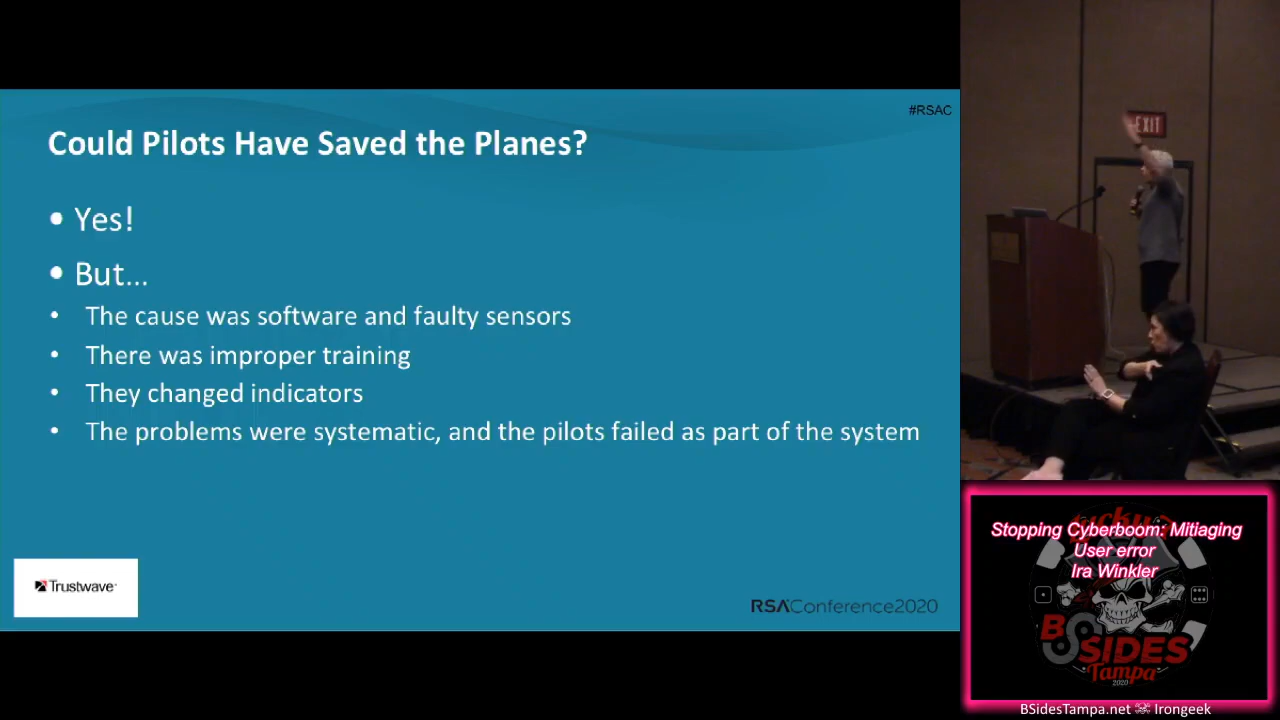 #RSAC
Could Pilots Have Saved the Planes?
• Yes!
• But...
• The cause was software and faulty sensors
• There was improper training
• They changed indicators
• The problems were systematic, and the pilots failed as part of the system
Trustwave
RSAConference2020
EXIT
Stopping Cyberboom: Mitiaging
User error
Ira Winkler
B
SIDES
Tampa
2020
BSidesTampa.net Irongeek